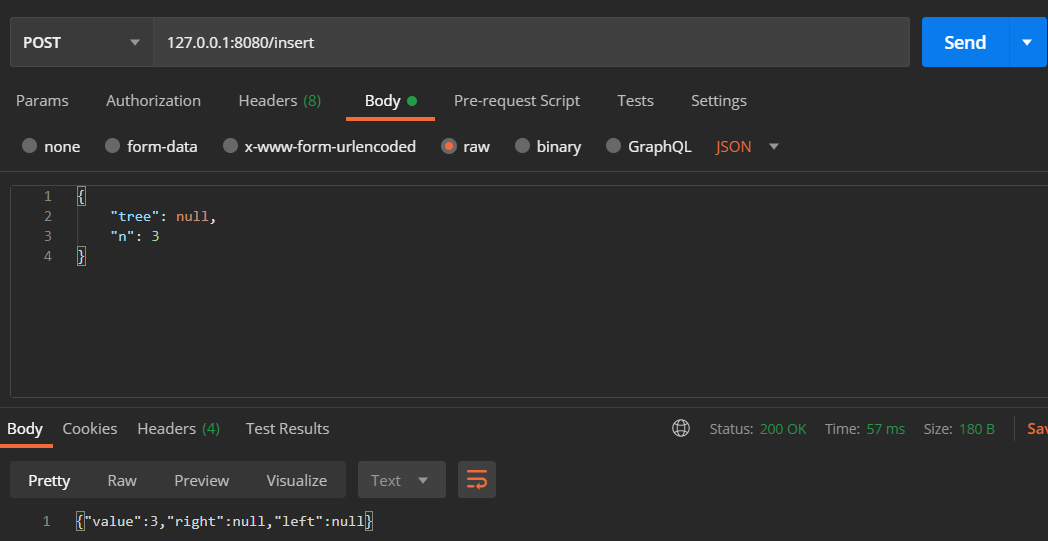 POST 127.0.0.1:8080/insert Send
Params Authorization Headers (8) Body Pre-request Script Tests Settings
none form-data x-www-form-urlencoded raw binary GraphQL JSON
1 {
2 "tree": null,
3 "n": 3
4 }
Body Cookies Headers (4) Test Results Status: 200 OK Time: 57 ms Size: 180 B
Pretty Raw Preview Visualize Text
1 {"value":3,"right":null,"left":null}